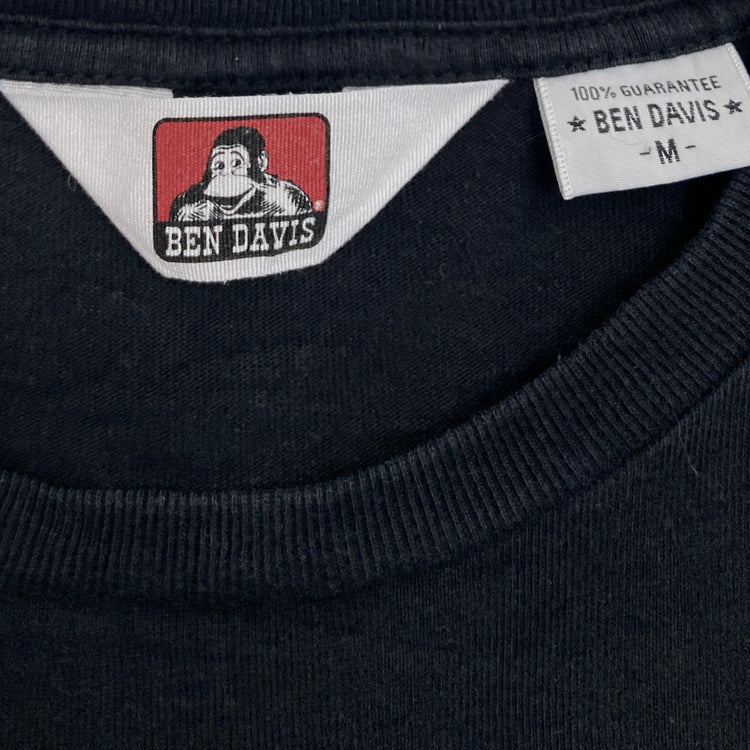 BEN DAVIS
®
100% GUARANTEE
★ BEN DAVIS ★
- M -